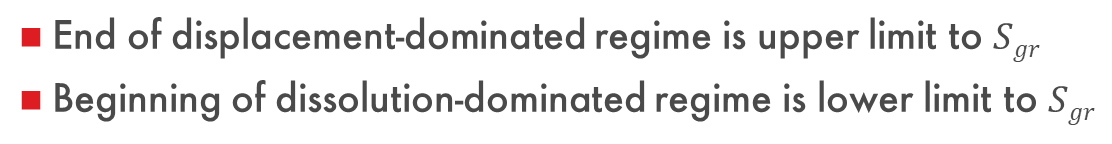 End of displacement-dominated regime is upper limit to S_gr
Beginning of dissolution-dominated regime is lower limit to S_gr